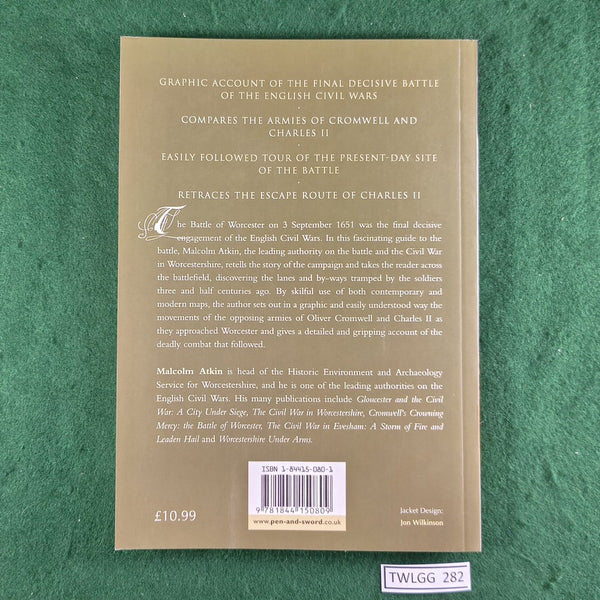 GRAPHIC ACCOUNT OF THE FINAL DECISIVE BATTLE
OF THE ENGLISH CIVIL WARS
·
COMPARES THE ARMIES OF CROMWELL AND
CHARLES II
·
EASILY FOLLOWED TOUR OF THE PRESENT-DAY SITE
OF THE BATTLE
·
RETRACES THE ESCAPE ROUTE OF CHARLES II
The Battle of Worcester on 3 September 1651 was the final decisive
engagement of the English Civil Wars. In this fascinating guide to the
battle, Malcolm Atkin, the leading authority on the battle and the Civil War
in Worcestershire, retells the story of the campaign and takes the reader across
the battlefield, discovering the lanes and by-ways tramped by the soldiers
three and half centuries ago. By skilful use of both contemporary and
modern maps, the author sets out in a graphic and easily understood way the
movements of the opposing armies of Oliver Cromwell and Charles II as
they approached Worcester and gives a detailed and gripping account of the
deadly combat that followed.
Malcolm Atkin is head of the Historic Environment and Archaeology
Service for Worcestershire, and he is one of the leading authorities on the
English Civil Wars. His many publications include Gloucester and the Civil
War: A City Under Siege, The Civil War in Worcestershire, Cromwell's Crowning
Mercy: the Battle of Worcester, The Civil War in Evesham: A Storm of Fire and
Leaden Hail and Worcestershire Under Arms.
ISBN 1-84415-080-1
9 781844 150809
www.pen-and-sword.co.uk
£10.99
Jacket Design:
Jon Wilkinson
TWLGG 282